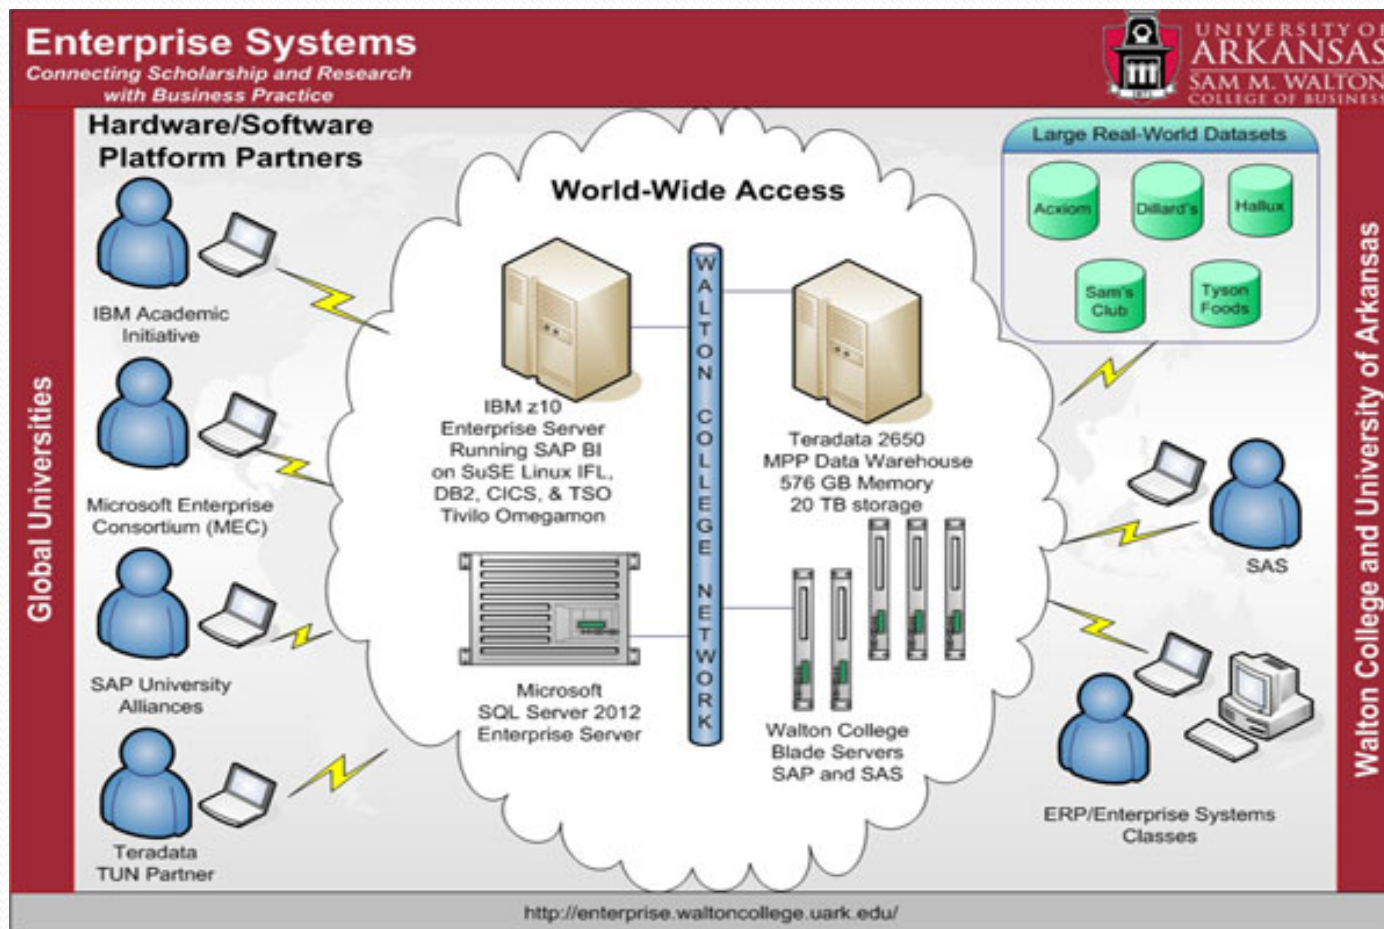 Enterprise Systems
Connecting Scholarship and Research
with Business Practice
UNIVERSITY OF
ARKANSAS
SAM M. WALTON
COLLEGE OF BUSINESS
1871
Global Universities
Hardware/Software
Platform Partners
IBM Academic
Initiative
Microsoft Enterprise
Consortium (MEC)
SAP University
Alliances
Teradata
TUN Partner
World-Wide Access
IBM z10
Enterprise Server
Running SAP BI
on SuSE Linux IFL,
DB2, CICS, & TSO
Tivilo Omegamon
Microsoft
SQL Server 2012
Enterprise Server
WALTON COLLEGE NETWORK
Teradata 2650
MPP Data Warehouse
576 GB Memory
20 TB storage
Walton College
Blade Servers
SAP and SAS
Large Real-World Datasets
Acxiom
Dillard's
Hallux
Sam's
Club
Tyson
Foods
SAS
ERP/Enterprise Systems
Classes
Walton College and University of Arkansas
http://enterprise.waltoncollege.uark.edu/